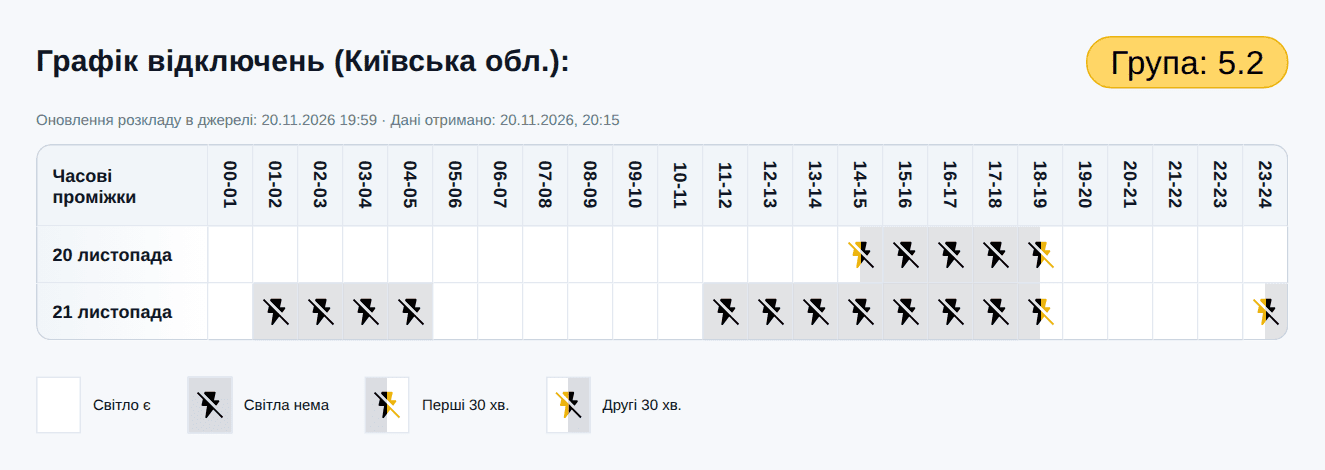 Графік відключень (Київська обл.):
Група: 5.2
Оновлення розкладу в джерелі: 20.11.2026 19:59 · Дані отримано: 20.11.2026, 20:15
Часові
проміжки
00-01
01-02
02-03
03-04
04-05
05-06
06-07
07-08
08-09
09-10
10-11
11-12
12-13
13-14
14-15
15-16
16-17
17-18
18-19
19-20
20-21
21-22
22-23
23-24
20 листопада
21 листопада
Світло є
Світла нема
Перші 30 хв.
Другі 30 хв.